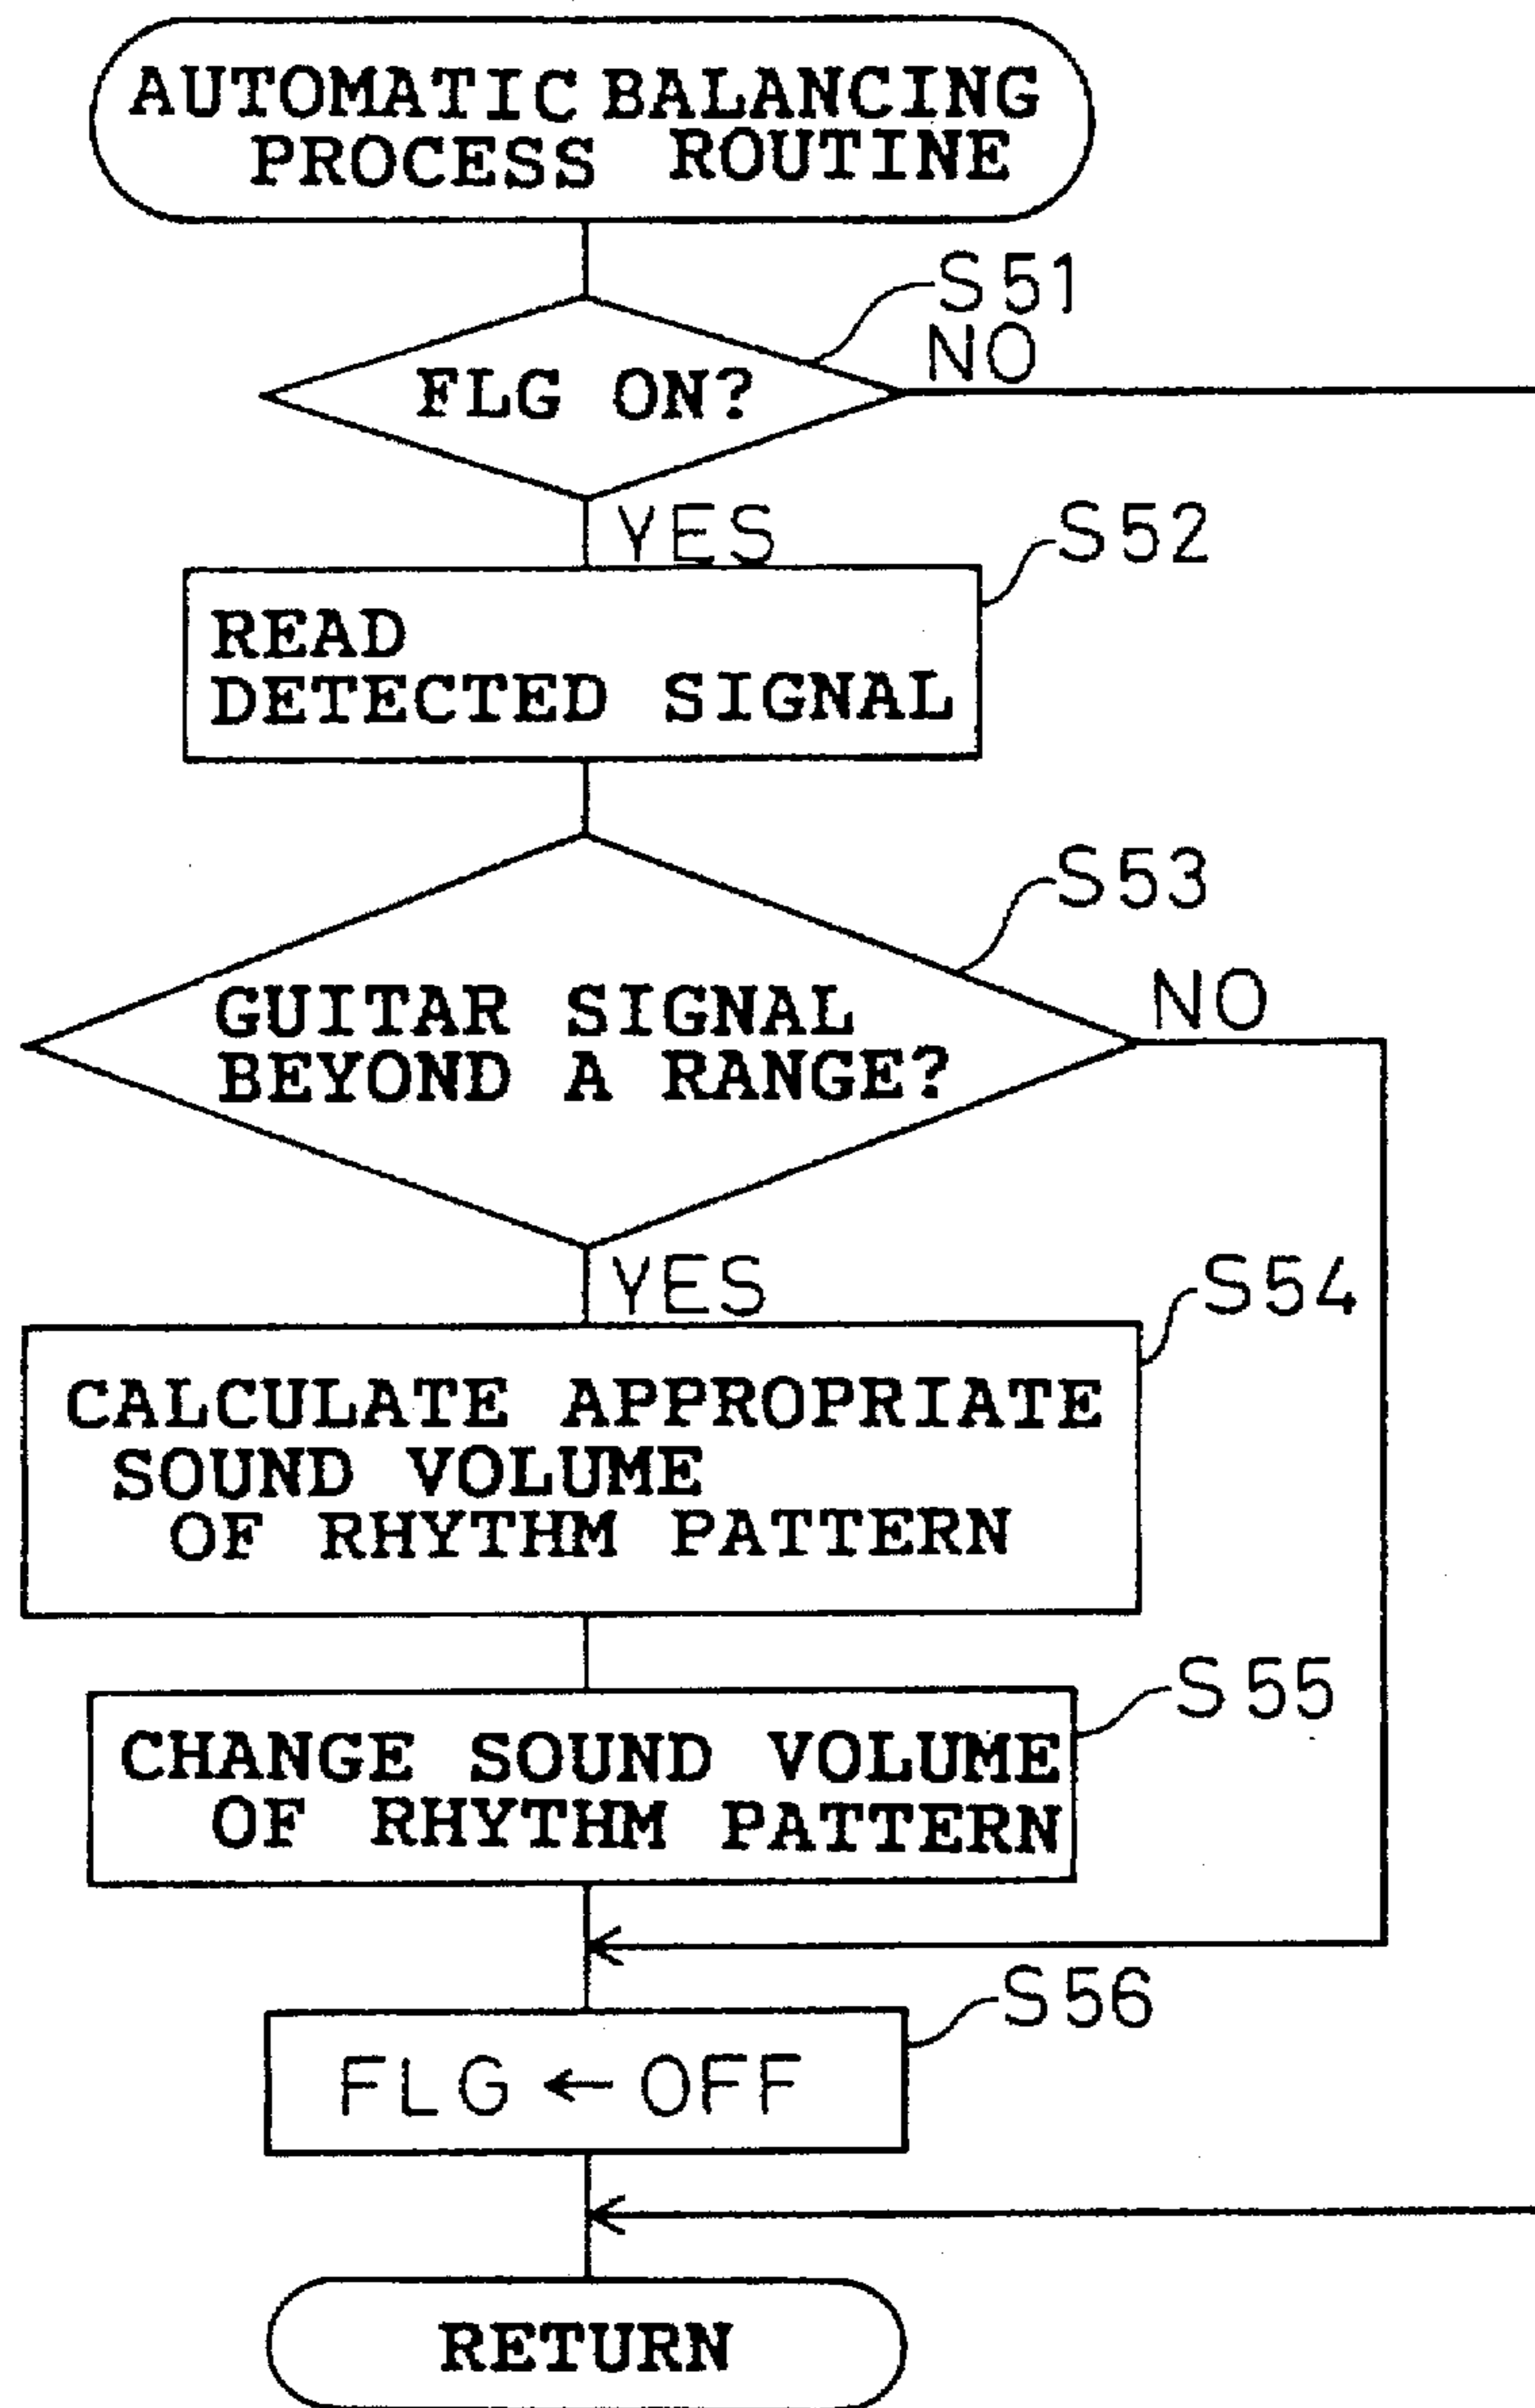 AUTOMATIC BALANCING
PROCESS ROUTINE
S51
NO
FLG ON?
YES
S52
READ
DETECTED SIGNAL
S53
NO
GUITAR SIGNAL
BEYOND A RANGE?
YES
S54
CALCULATE APPROPRIATE
SOUND VOLUME
OF RHYTHM PATTERN
S55
CHANGE SOUND VOLUME
OF RHYTHM PATTERN
S56
FLG ← OFF
RETURN